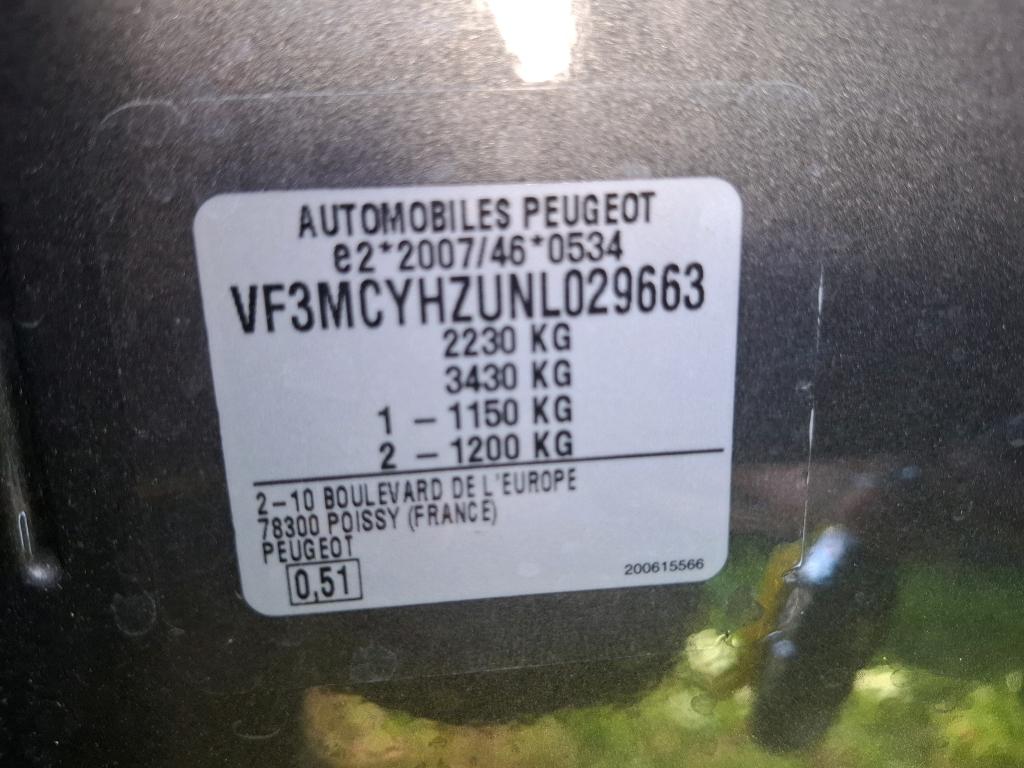 AUTOMOBILES PEUGEOT
e2*2007/46*0534
VF3MCYHZUNL029663
2230 KG
3430 KG
1 – 1150 KG
2 – 1200 KG
2–10 BOULEVARD DE L'EUROPE
78300 POISSY (FRANCE)
PEUGEOT
0,51
200615566